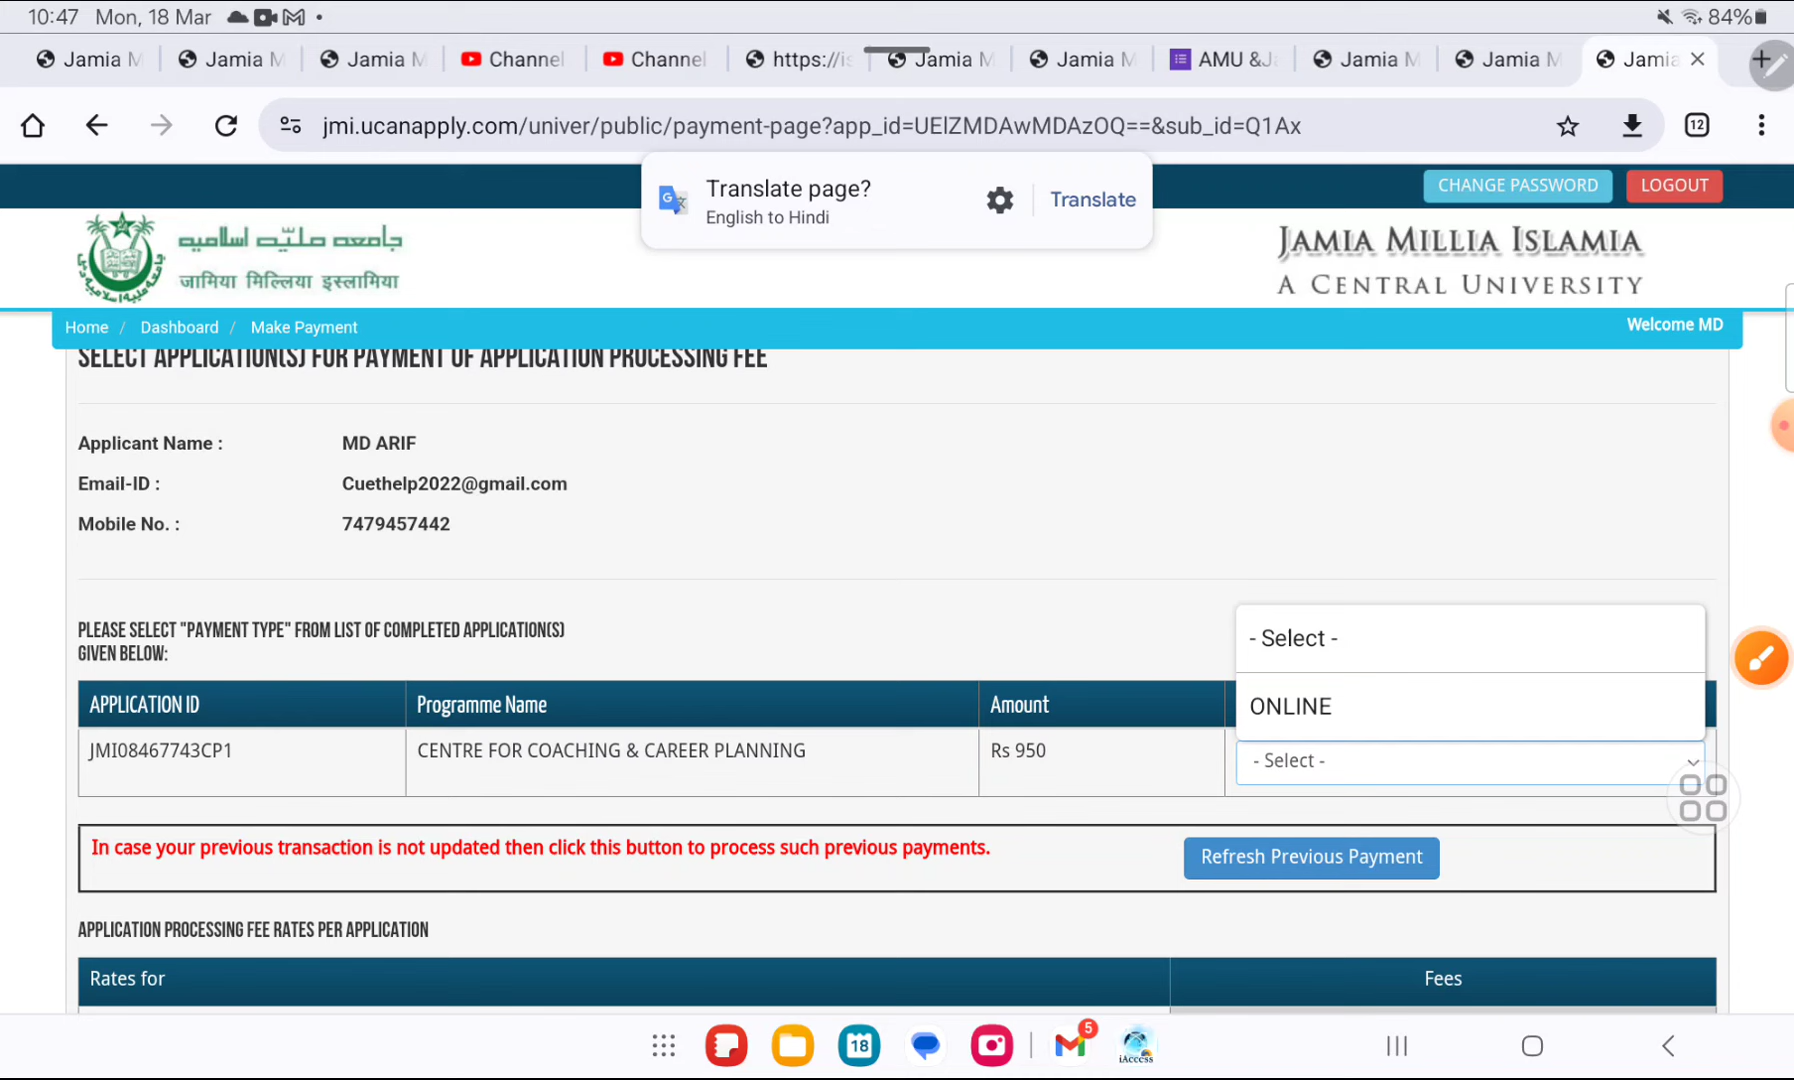 10:47 Mon, 18 Mar
84%
Jamia M
Jamia M
Jamia M
Channel
Channel
https://is
Jamia M
Jamia M
AMU &J
Jamia M
Jamia M
Jamia
jmi.ucanapply.com/univer/public/payment-page?app_id=UElZMDAwMDAzOQ==&sub_id=Q1Ax
12
Translate page?
English to Hindi
Translate
CHANGE PASSWORD
LOGOUT
جامعه ملیّه اسلامیه
जामिया मिल्लिया इस्लामिया
JAMIA MILLIA ISLAMIA
A CENTRAL UNIVERSITY
Home / Dashboard / Make Payment
Welcome MD
SELECT APPLICATION(S) FOR PAYMENT OF APPLICATION PROCESSING FEE
Applicant Name : MD ARIF
Email-ID : Cuethelp2022@gmail.com
Mobile No. : 7479457442
PLEASE SELECT "PAYMENT TYPE" FROM LIST OF COMPLETED APPLICATION(S)
GIVEN BELOW:
- Select -
ONLINE
APPLICATION ID Programme Name Amount
JMI08467743CP1 CENTRE FOR COACHING & CAREER PLANNING Rs 950 - Select -
In case your previous transaction is not updated then click this button to process such previous payments.
Refresh Previous Payment
APPLICATION PROCESSING FEE RATES PER APPLICATION
Rates for Fees
18
5
iAccess